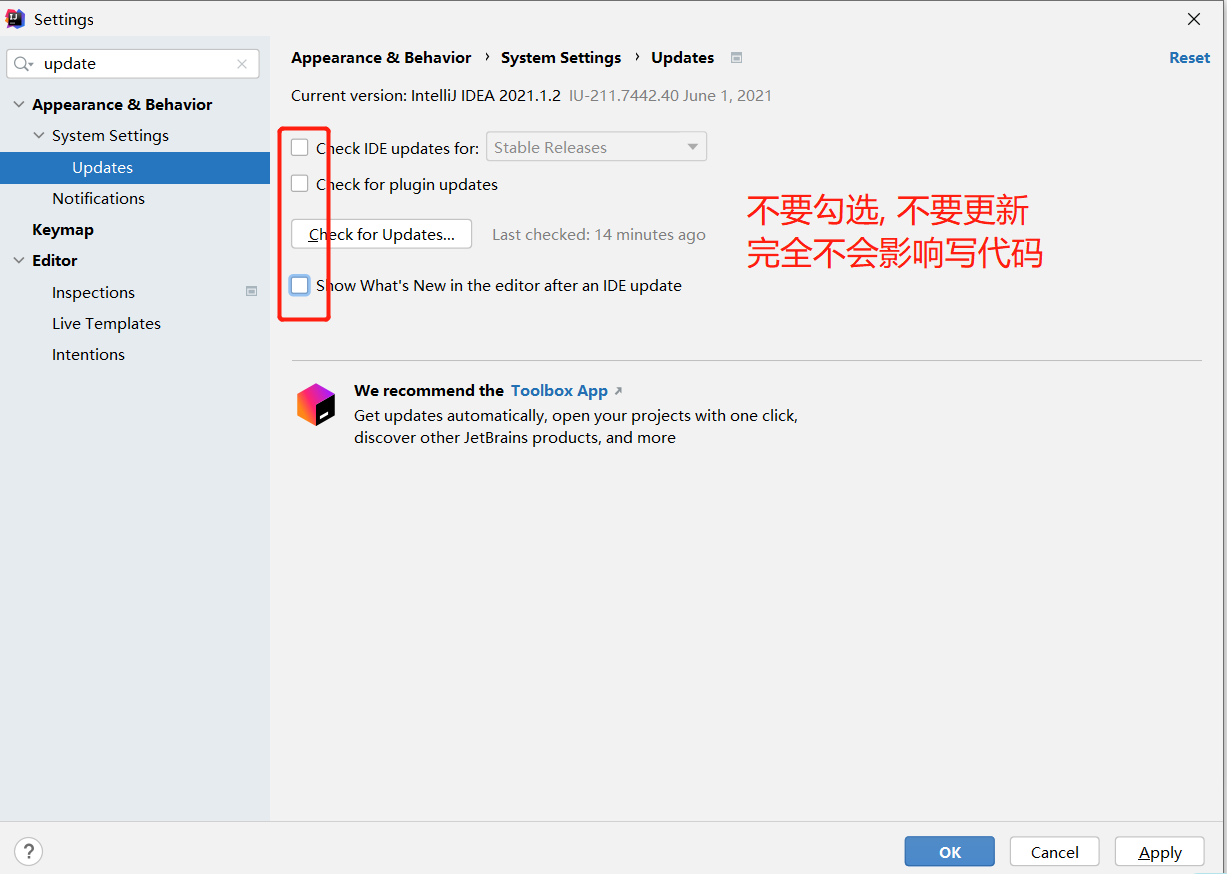 Settings
update
Appearance & Behavior
System Settings
Updates
Notifications
Keymap
Editor
Inspections
Live Templates
Intentions
Appearance & Behavior › System Settings › Updates
Reset
Current version: IntelliJ IDEA 2021.1.2 IU-211.7442.40 June 1, 2021
Check IDE updates for: Stable Releases
Check for plugin updates
Check for Updates... Last checked: 14 minutes ago
Show What's New in the editor after an IDE update
不要勾选, 不要更新
完全不会影响写代码
We recommend the Toolbox App ↗
Get updates automatically, open your projects with one click,
discover other JetBrains products, and more
?
OK
Cancel
Apply